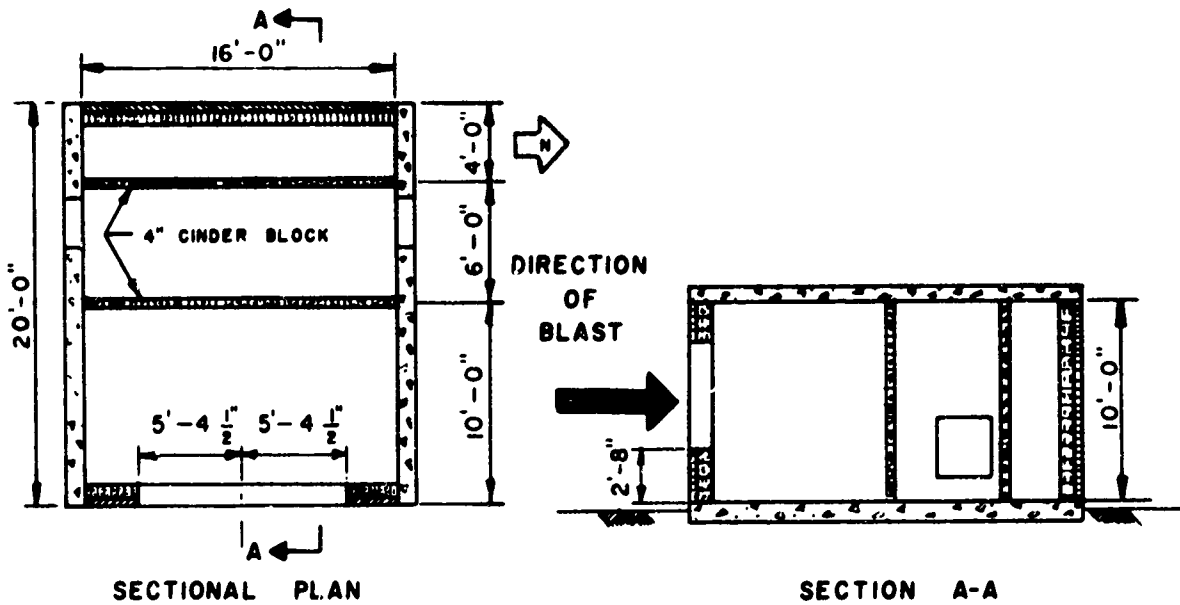 A
16'-0"
N
4'-0"
4" CINDER BLOCK
6'-0"
20'-0"
10'-0"
5'-4 1/2" 5'-4 1/2"
A
SECTIONAL PLAN
DIRECTION
OF
BLAST
2'-8"
10'-0"
SECTION A-A